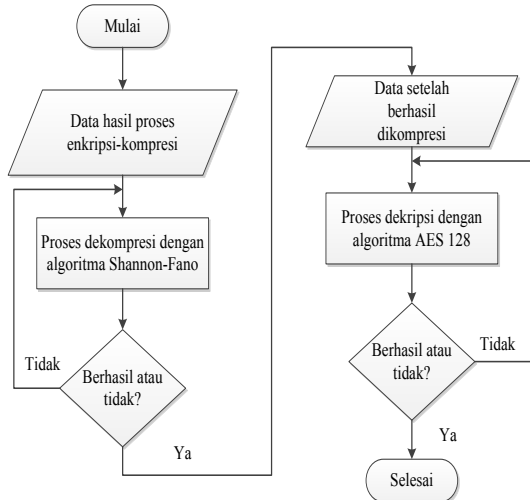 Mulai
Data hasil proses
enkripsi-kompresi
Proses dekompresi dengan
algoritma Shannon-Fano
Berhasil atau
tidak?
Tidak
Ya
Data setelah
berhasil
dikompresi
Proses dekripsi dengan
algoritma AES 128
Berhasil atau
tidak?
Tidak
Ya
Selesai